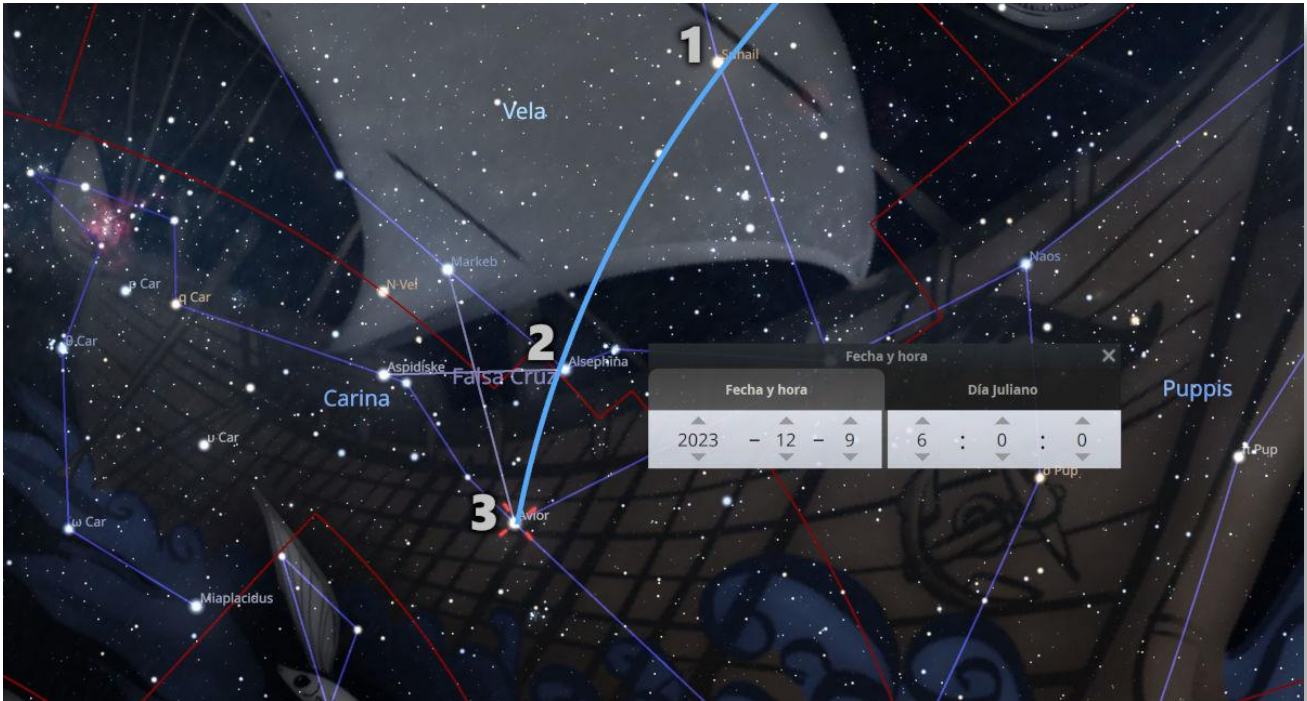 1
Suhail
Vela
Markeb
Naos
N Vel
p Car
q Car
θ Car
2
Alsephina
Aspidiske
Falsa Cruz
Carina
Fecha y hora ✕
Fecha y hora
Día Juliano
2023 – 12 – 9
6 : 0 : 0
Puppis
υ Car
π Pup
σ Pup
3
Avior
ω Car
Miaplacidus